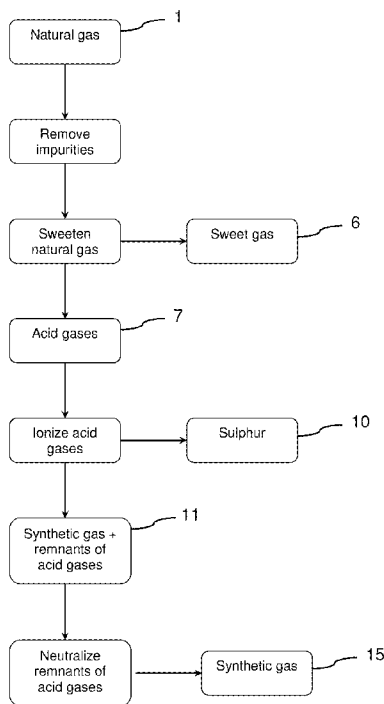 1
Natural gas
Remove
impurities
Sweeten
natural gas
Sweet gas
6
7
Acid gases
Ionize acid
gases
Sulphur
10
11
Synthetic gas +
remnants of
acid gases
Neutralize
remnants of
acid gases
Synthetic gas
15